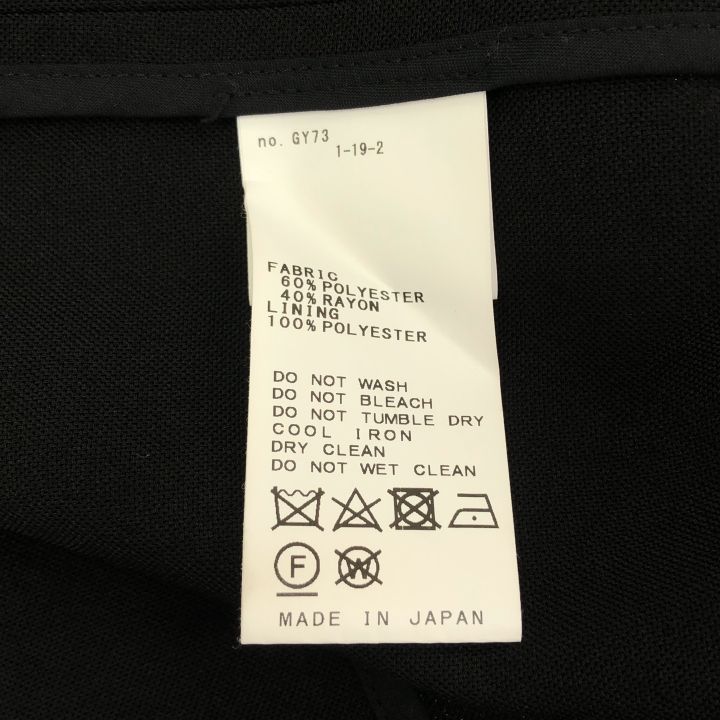 no. GY73
1-19-2
FABRIC
60% POLYESTER
40% RAYON
LINING
100% POLYESTER
DO NOT WASH
DO NOT BLEACH
DO NOT TUMBLE DRY
COOL IRON
DRY CLEAN
DO NOT WET CLEAN
F W
MADE IN JAPAN